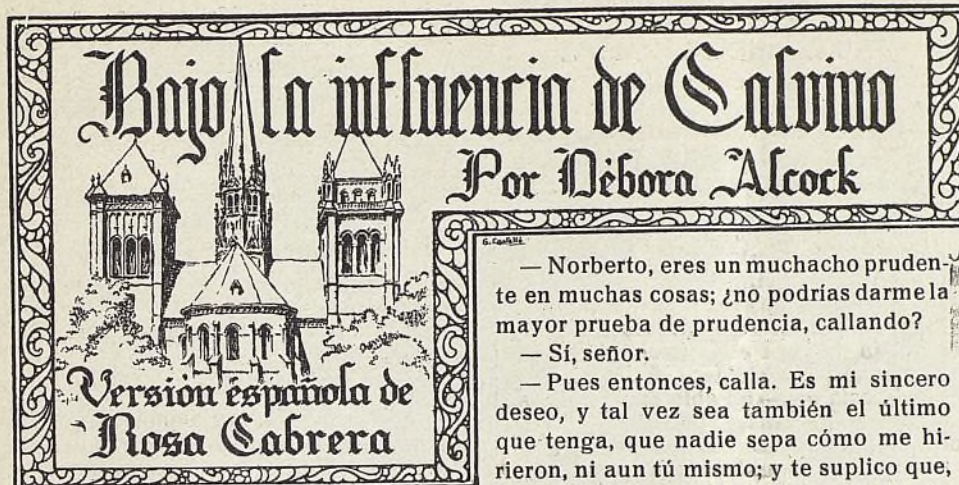 Bajo la influencia de Calvino
Por Débora Alcock
Versión española de
Rosa Cabrera
G. Castellé
— Norberto, eres un muchacho pruden-
te en muchas cosas; ¿no podrías darme la
mayor prueba de prudencia, callando?
— Sí, señor.
— Pues entonces, calla. Es mi sincero
deseo, y tal vez sea también el último
que tenga, que nadie sepa cómo me hi-
rieron, ni aun tú mismo; y te suplico que,